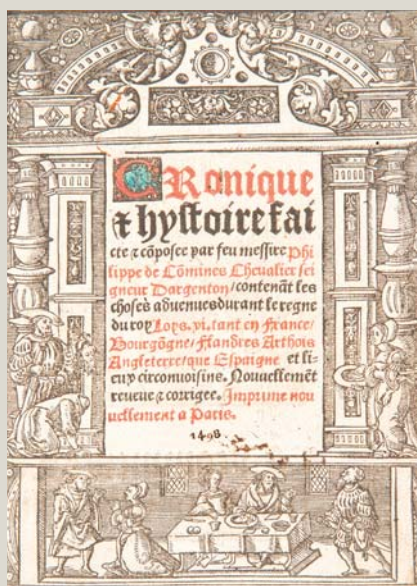 CRonique
⁊ hystoire fai
cte ⁊ cõposee par feu messire Phi
lippe de Cõmines Cheualier sei
gneur Dargenton/contenãt les
choses aduenuesdurant le regne
du roy Loys.xi.tant en France/
Bourgõgne/Flandres Arthois
Angleterre/que Espaigne et li-
eux circonuoisins. Nouuellemẽt
reueue ⁊ corrigee. Imprime nou
uellement a Paris.
1498